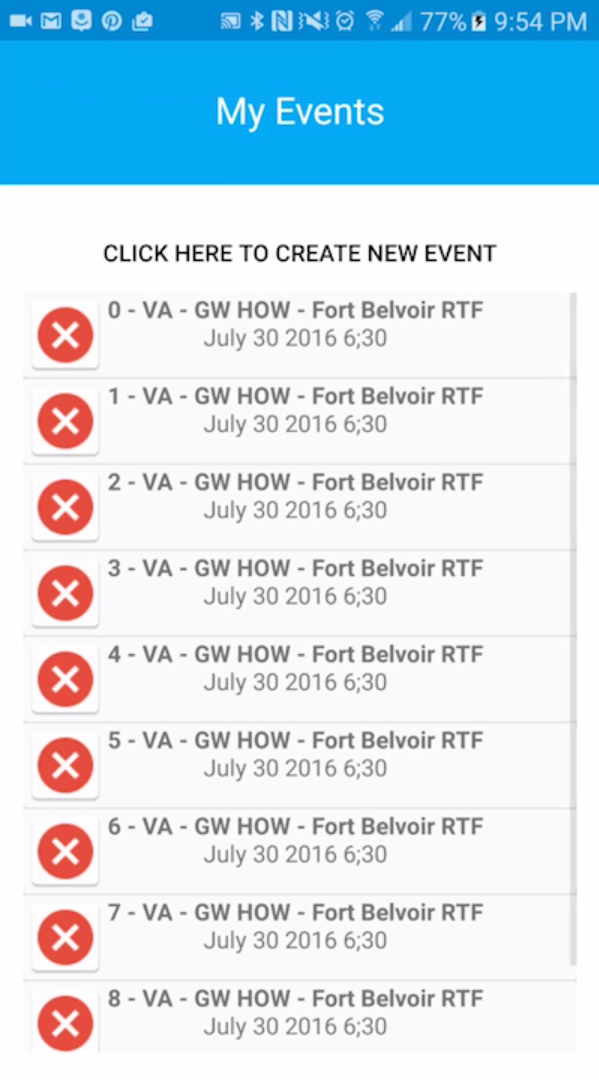 77% 9:54 PM
My Events
CLICK HERE TO CREATE NEW EVENT
0 - VA - GW HOW - Fort Belvoir RTF
July 30 2016 6;30
1 - VA - GW HOW - Fort Belvoir RTF
July 30 2016 6;30
2 - VA - GW HOW - Fort Belvoir RTF
July 30 2016 6;30
3 - VA - GW HOW - Fort Belvoir RTF
July 30 2016 6;30
4 - VA - GW HOW - Fort Belvoir RTF
July 30 2016 6;30
5 - VA - GW HOW - Fort Belvoir RTF
July 30 2016 6;30
6 - VA - GW HOW - Fort Belvoir RTF
July 30 2016 6;30
7 - VA - GW HOW - Fort Belvoir RTF
July 30 2016 6;30
8 - VA - GW HOW - Fort Belvoir RTF
July 30 2016 6;30